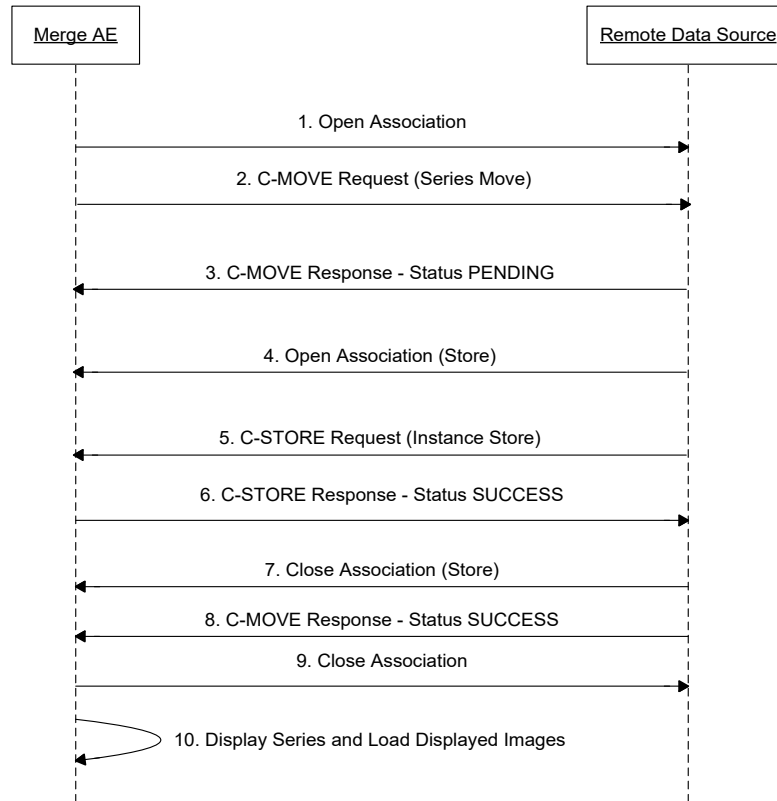 Merge AE
Remote Data Source
1. Open Association
2. C-MOVE Request (Series Move)
3. C-MOVE Response - Status PENDING
4. Open Association (Store)
5. C-STORE Request (Instance Store)
6. C-STORE Response - Status SUCCESS
7. Close Association (Store)
8. C-MOVE Response - Status SUCCESS
9. Close Association
10. Display Series and Load Displayed Images